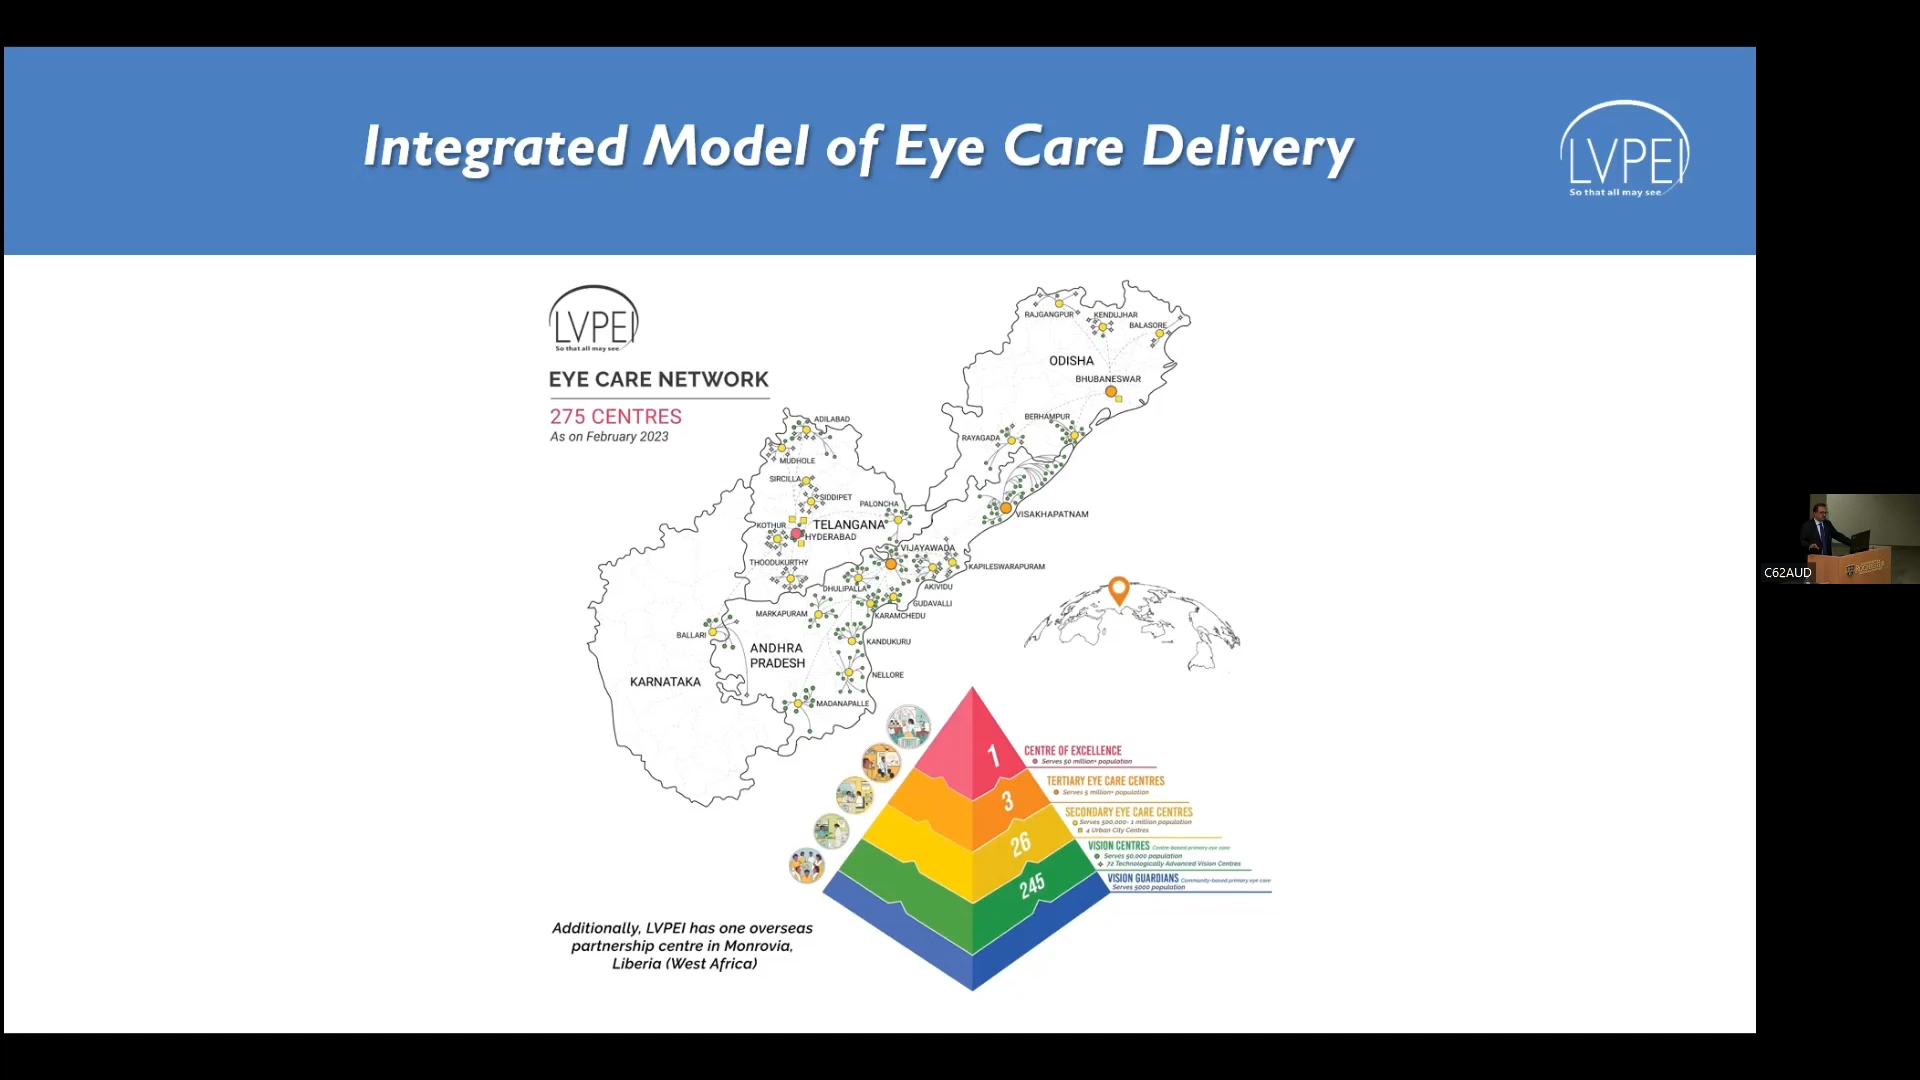 Integrated Model of Eye Care Delivery
LVPEI
So that all may see
LVPEI
So that all may see
EYE CARE NETWORK
275 CENTRES
As on February 2023
RAJGANGPUR
KENDUJHAR
BALASORE
ODISHA
BHUBANESWAR
BERHAMPUR
RAYAGADA
ADILABAD
MUDHOLE
SIRCILLA
SIDDIPET
PALONCHA
VISAKHAPATNAM
KOTHUR
TELANGANA
HYDERABAD
VIJAYAWADA
THOODUKURTHY
KAPILESWARAPURAM
DHULIPALLA
AKIVIDU
GUDAVALLI
MARKAPURAM
KARAMCHEDU
BALLARI
KANDUKURU
ANDHRA
PRADESH
KARNATAKA
NELLORE
MADANAPALLE
1
CENTRE OF EXCELLENCE
Serves 50 million+ population
3
TERTIARY EYE CARE CENTRES
Serves 5 million+ population
26
SECONDARY EYE CARE CENTRES
Serves 500,000- 1 million population
4 Urban City Centres
245
VISION CENTRES Centre-based primary eye care
Serves 50,000 population
72 Technologically Advanced Vision Centres
VISION GUARDIANS Community-based primary eye care
Serves 5000 population
Additionally, LVPEI has one overseas
partnership centre in Monrovia,
Liberia (West Africa)
C62AUD